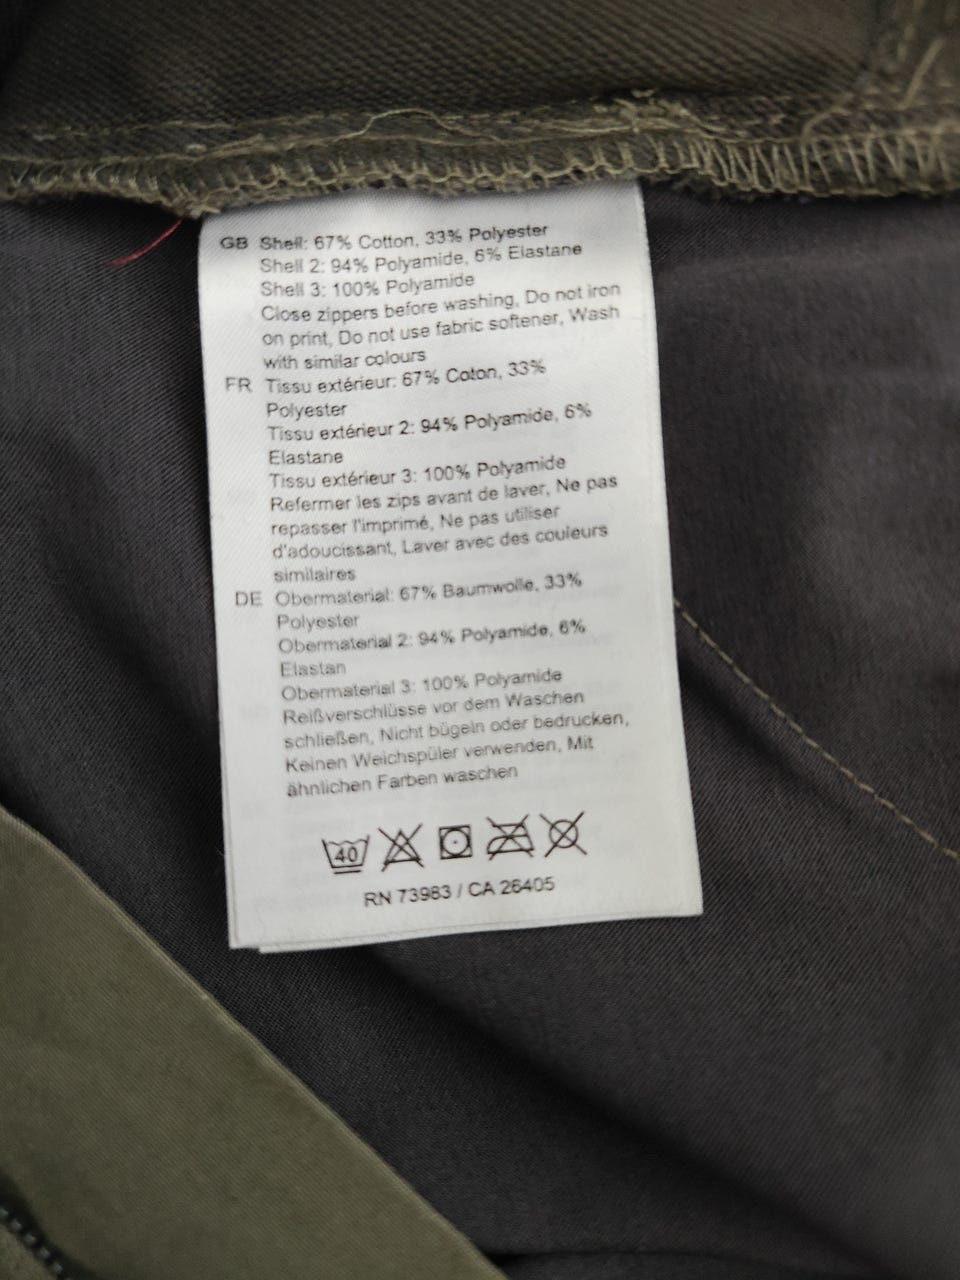 GB Shell: 67% Cotton, 33% Polyester
Shell 2: 94% Polyamide, 6% Elastane
Shell 3: 100% Polyamide
Close zippers before washing, Do not iron
on print, Do not use fabric softener, Wash
with similar colours
FR Tissu extérieur: 67% Coton, 33%
Polyester
Tissu extérieur 2: 94% Polyamide, 6%
Elastane
Tissu extérieur 3: 100% Polyamide
Refermer les zips avant de laver, Ne pas
repasser l'imprimé, Ne pas utiliser
d'adoucissant, Laver avec des couleurs
similaires
DE Obermaterial: 67% Baumwolle, 33%
Polyester
Obermaterial 2: 94% Polyamide, 6%
Elastan
Obermaterial 3: 100% Polyamide
Reißverschlüsse vor dem Waschen
schließen, Nicht bügeln oder bedrucken,
Keinen Weichspüler verwenden, Mit
ähnlichen Farben waschen
40
RN 73983 / CA 26405